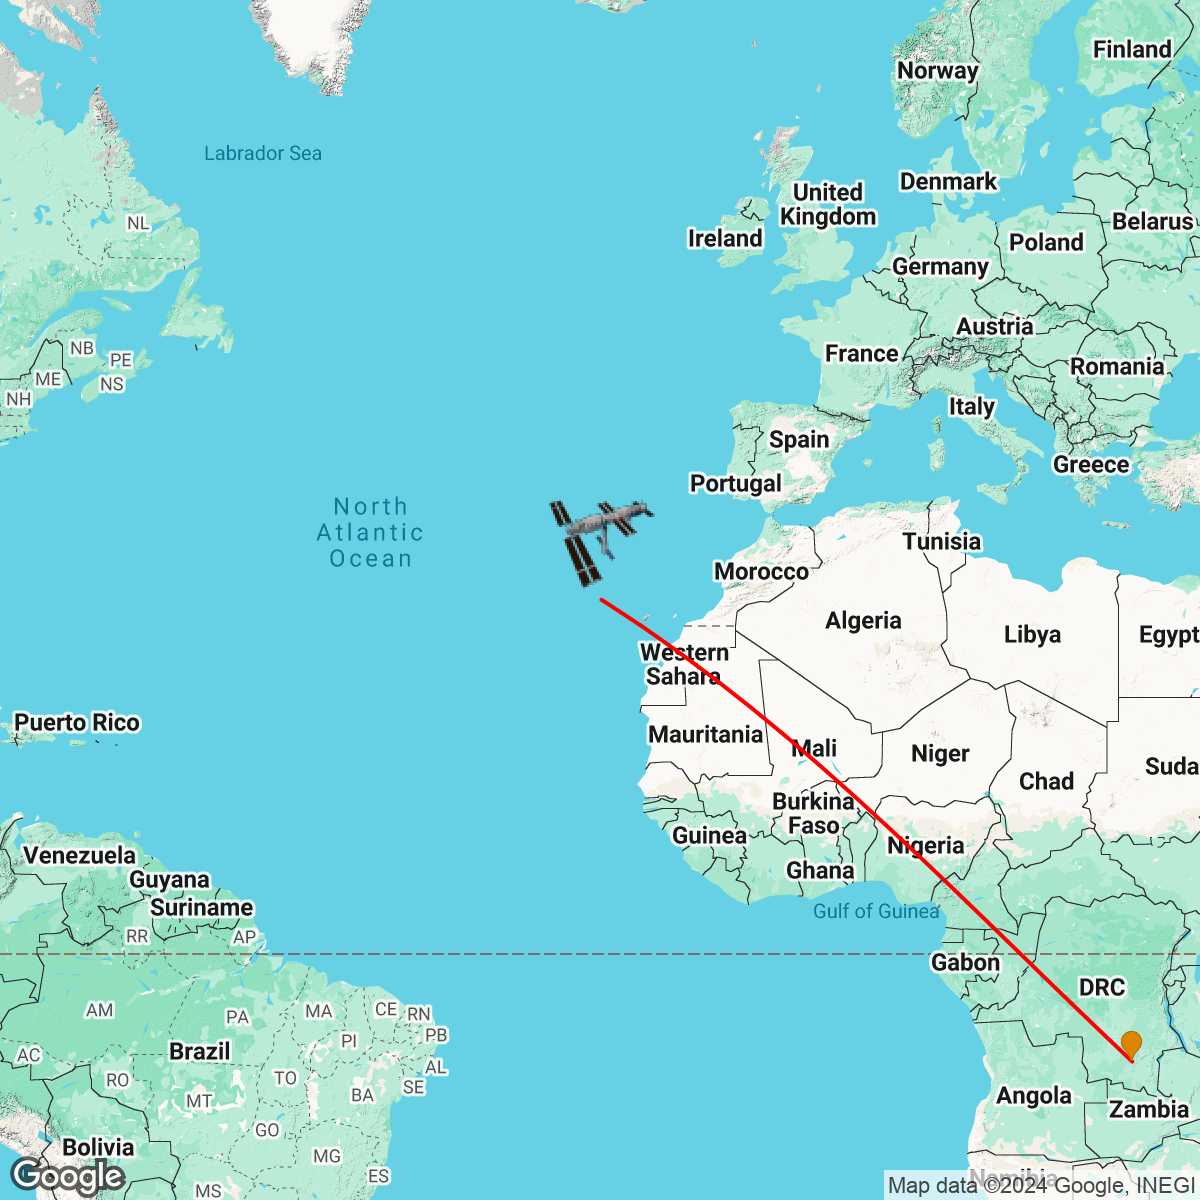 Finland
Norway
Labrador Sea
Denmark
United
Kingdom
NL
Belarus
Ireland
Poland
Germany
Austria
NB
France
PE
Romania
ME
NS
NH
Italy
Spain
Greece
Portugal
North
Atlantic
Ocean
Tunisia
Morocco
Algeria
Libya
Egypt
Western
Sahara
Puerto Rico
Mauritania
Mali
Niger
Suda
Chad
Burkina
Faso
Guinea
Nigeria
Venezuela
Ghana
Guyana
Suriname
Gulf of Guinea
RR
AP
Gabon
DRC
AM
PA
MA
CE
RN
PB
PI
Brazil
AC
AL
RO
TO
SE
MT
BA
Angola
Zambia
GO
Bolivia
MG
ES
Namibia
MS
Google
Map data ©2024 Google, INEGI